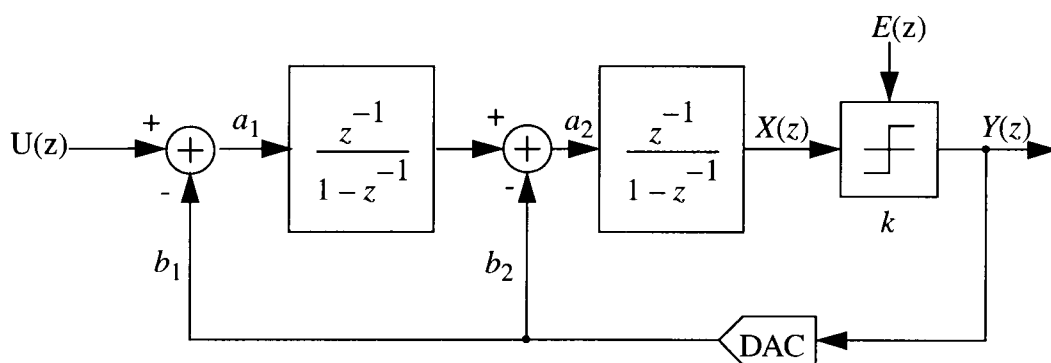 E(z)
U(z)
+
-
+
a₁
z⁻¹
1 – z⁻¹
+
-
+
a₂
z⁻¹
1 – z⁻¹
X(z)
Y(z)
k
b₁
b₂
DAC